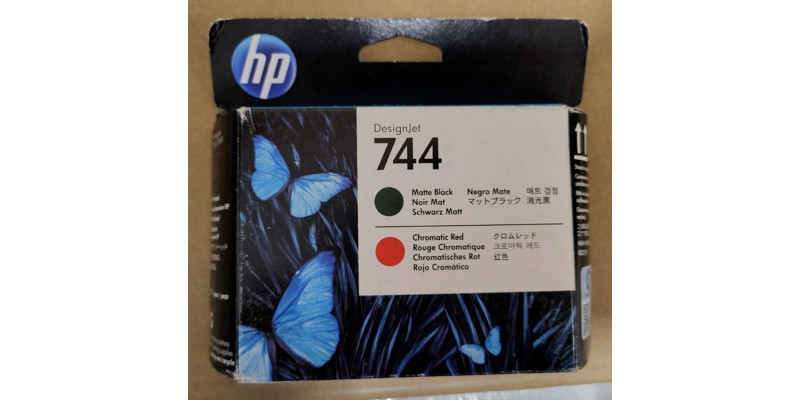 hp
DesignJet
744
Matte Black Negro Mate 매트 검정
Noir Mat マットブラック 消光黒
Schwarz Matt
Chromatic Red クロムレッド
Rouge Chromatique 크로마틱 레드
Chromatisches Rot 红色
Rojo Cromático